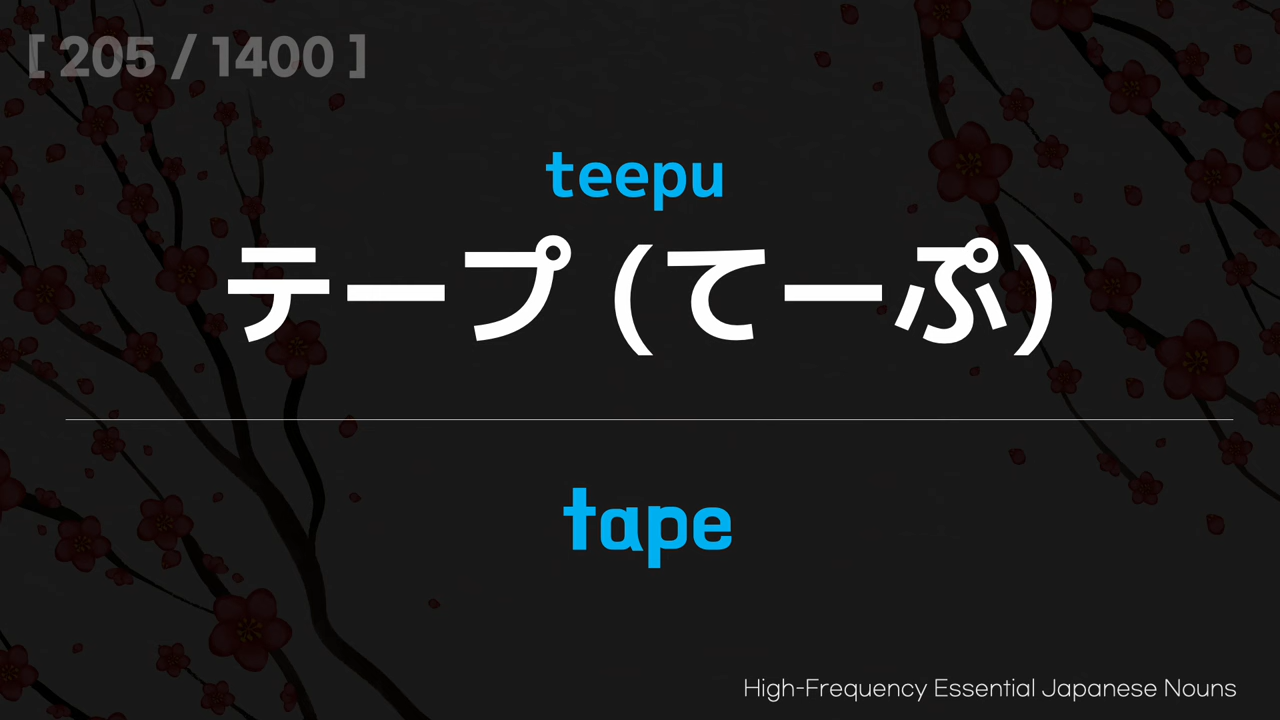 [ 205 / 1400 ]
teepu
テープ (てーぷ)
tape
High-Frequency Essential Japanese Nouns